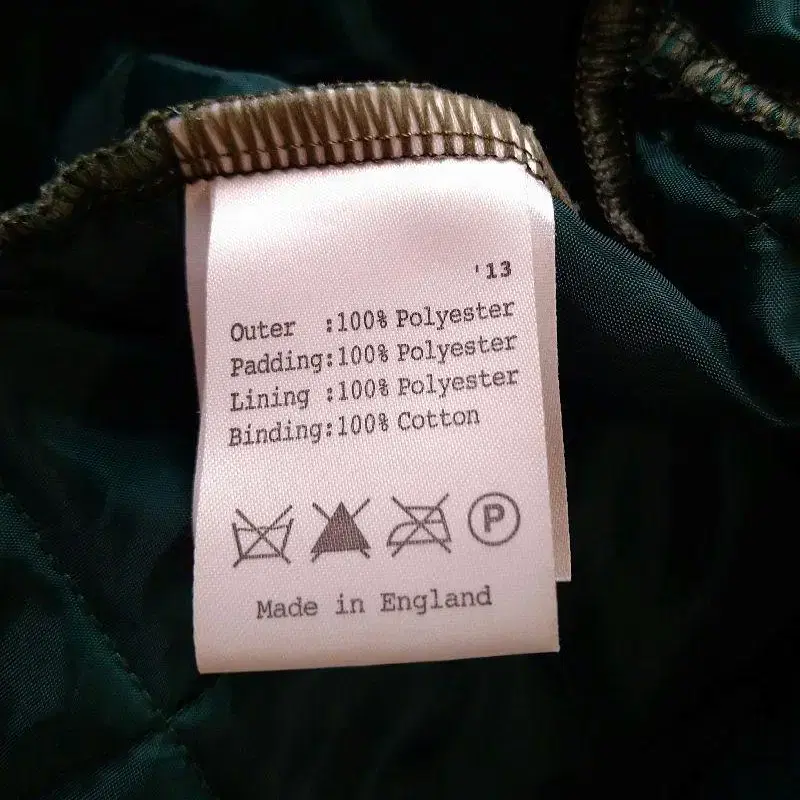 '13
Outer :100% Polyester
Padding:100% Polyester
Lining :100% Polyester
Binding:100% Cotton
P
Made in England